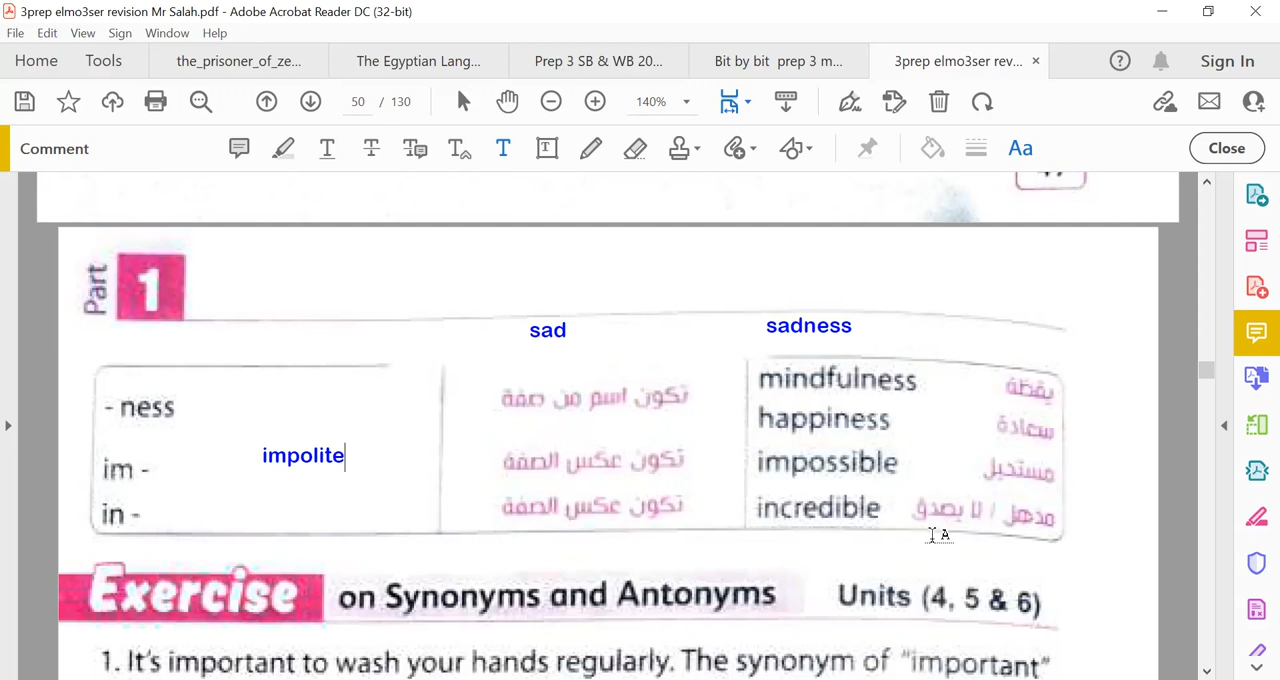 3prep elmo3ser revision Mr Salah.pdf - Adobe Acrobat Reader DC (32-bit)
File Edit View Sign Window Help
Home Tools the_prisoner_of_ze... The Egyptian Lang... Prep 3 SB & WB 20... Bit by bit prep 3 m... 3prep elmo3ser rev... × Sign In
50 / 130 140%
Comment Close
Part 1
sad sadness
- ness تكون اسم من صفة mindfulness يقظة
happiness سعادة
impolite
im - تكون عكس الصفة impossible مستحيل
in - تكون عكس الصفة incredible مذهل / لا يصدق
Exercise on Synonyms and Antonyms Units (4, 5 & 6)
1. It's important to wash your hands regularly. The synonym of "important"